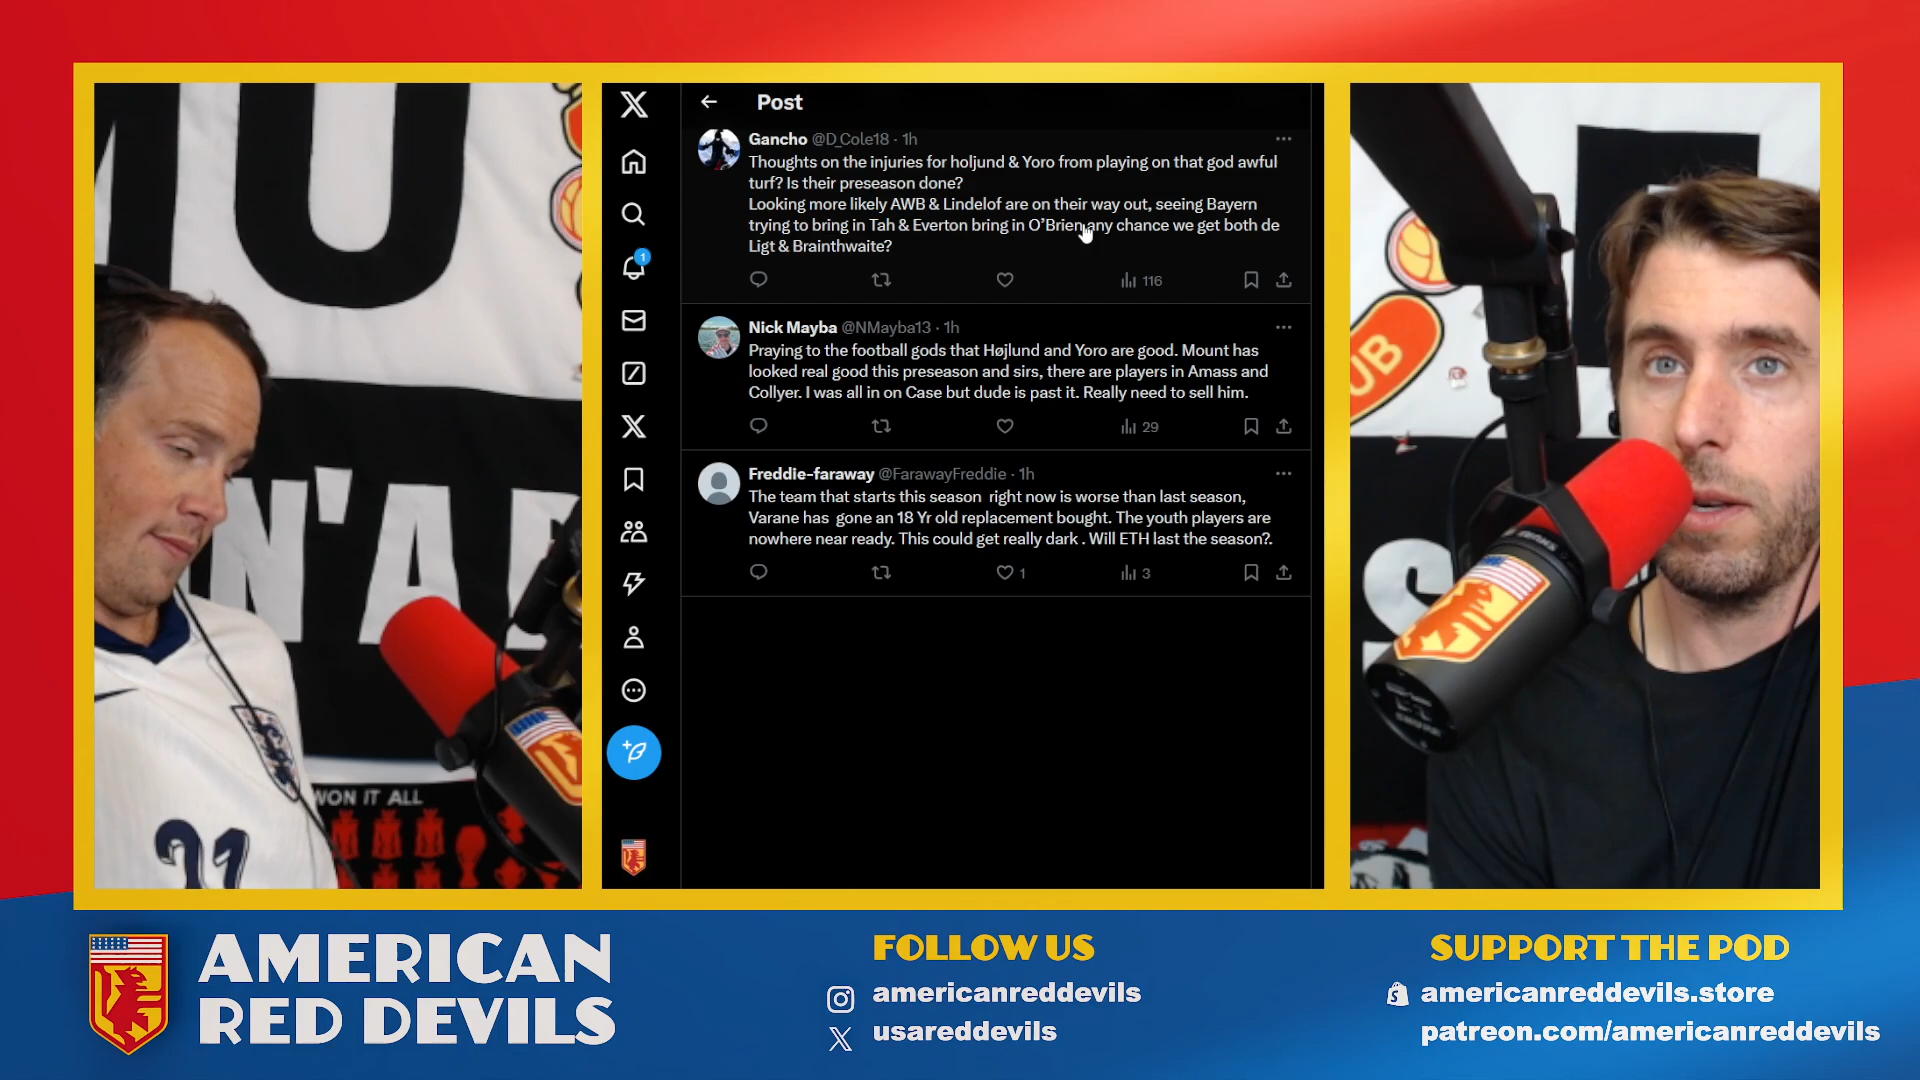 MU
N'A
WON IT ALL
21
Post
Gancho @D_Cole18 · 1h
Thoughts on the injuries for holjund & Yoro from playing on that god awful
turf? Is their preseason done?
Looking more likely AWB & Lindelof are on their way out, seeing Bayern
trying to bring in Tah & Everton bring in O’Brien any chance we get both de
Ligt & Brainthwaite?
116
1
Nick Mayba @NMayba13 · 1h
Praying to the football gods that Højlund and Yoro are good. Mount has
looked real good this preseason and sirs, there are players in Amass and
Collyer. I was all in on Case but dude is past it. Really need to sell him.
29
Freddie-faraway @FarawayFreddie · 1h
The team that starts this season  right now is worse than last season,
Varane has  gone an 18 Yr old replacement bought. The youth players are
nowhere near ready. This could get really dark . Will ETH last the season?.
1
3
UB
S
SHURE
AMERICAN
RED DEVILS
FOLLOW US
americanreddevils
usareddevils
SUPPORT THE POD
americanreddevils.store
patreon.com/americanreddevils